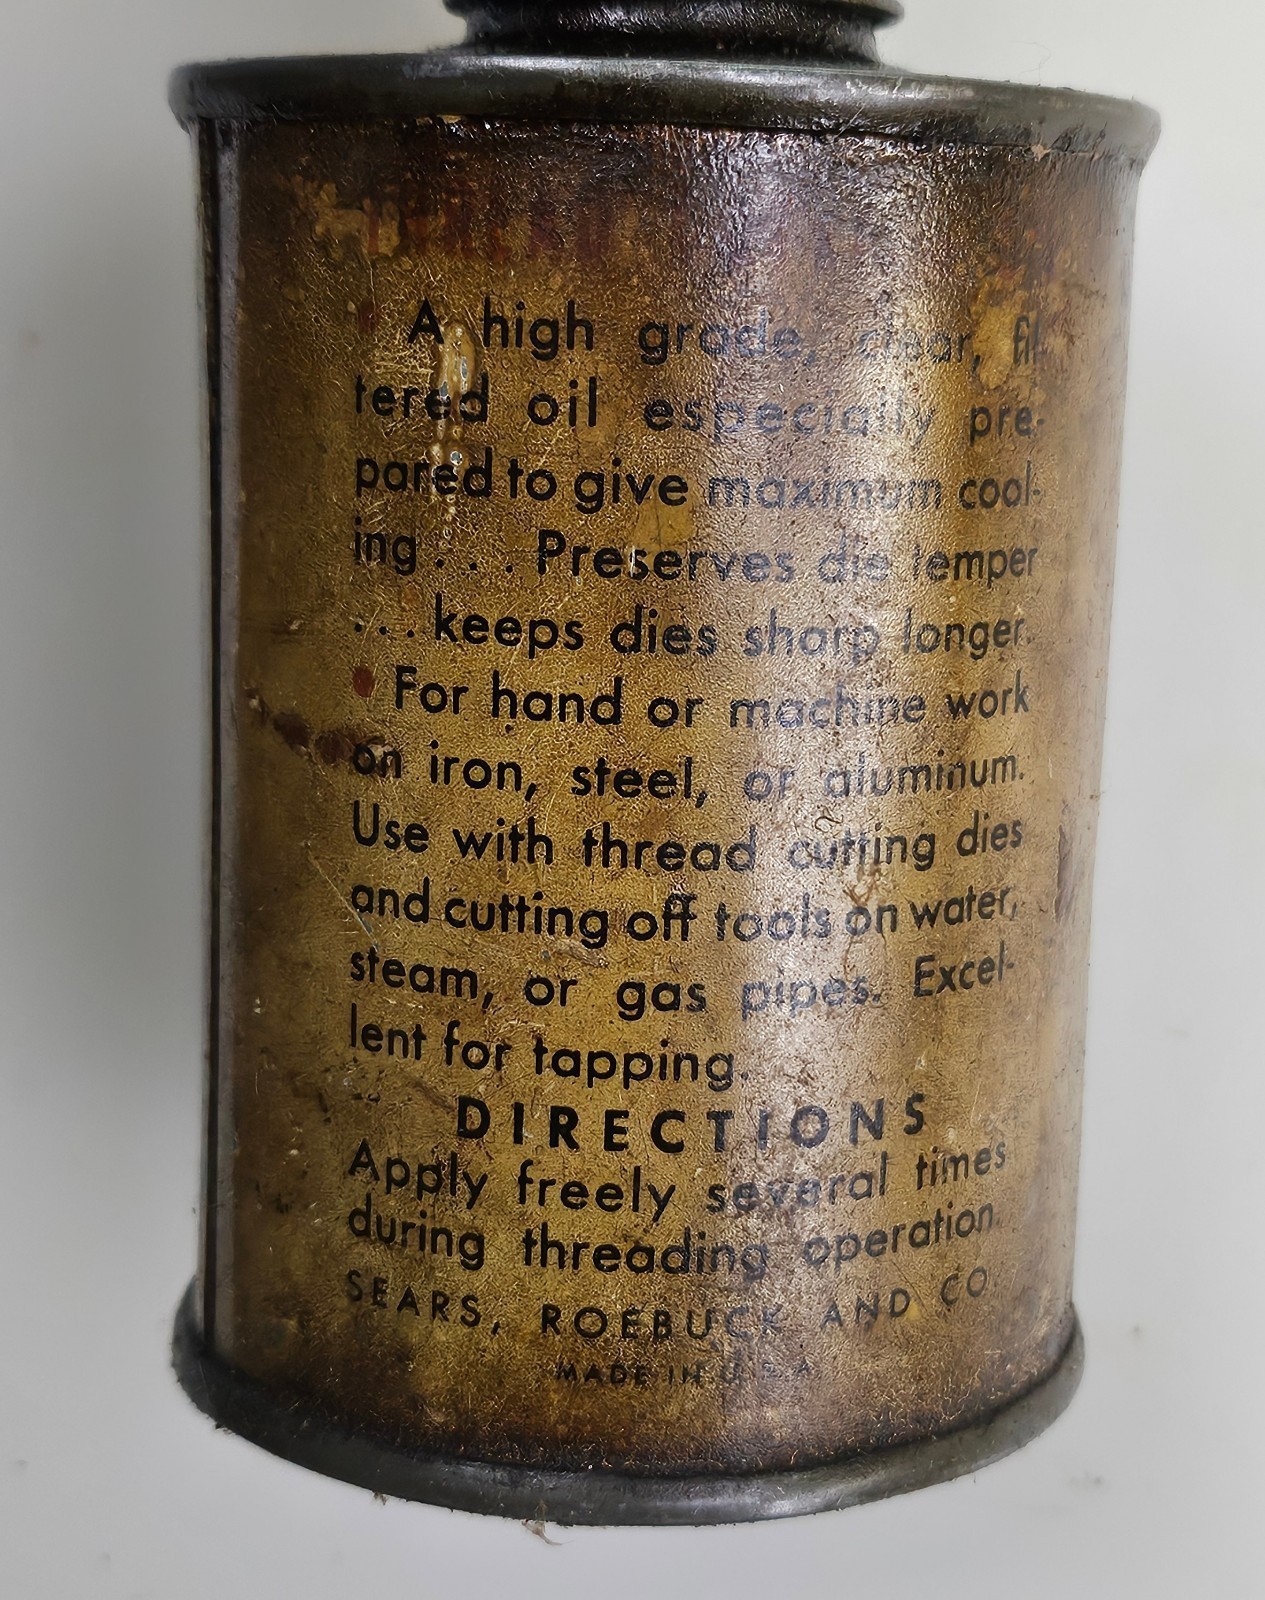 • A high grade, clear, fil-
tered oil especially pre-
pared to give maximum cool-
ing . . . Preserves die temper
. . . keeps dies sharp longer.
• For hand or machine work
on iron, steel, or aluminum.
Use with thread cutting dies
and cutting off tools on water,
steam, or gas pipes. Excel-
lent for tapping.
DIRECTIONS
Apply freely several times
during threading operation.
SEARS, ROEBUCK AND CO.
MADE IN U.S.A.